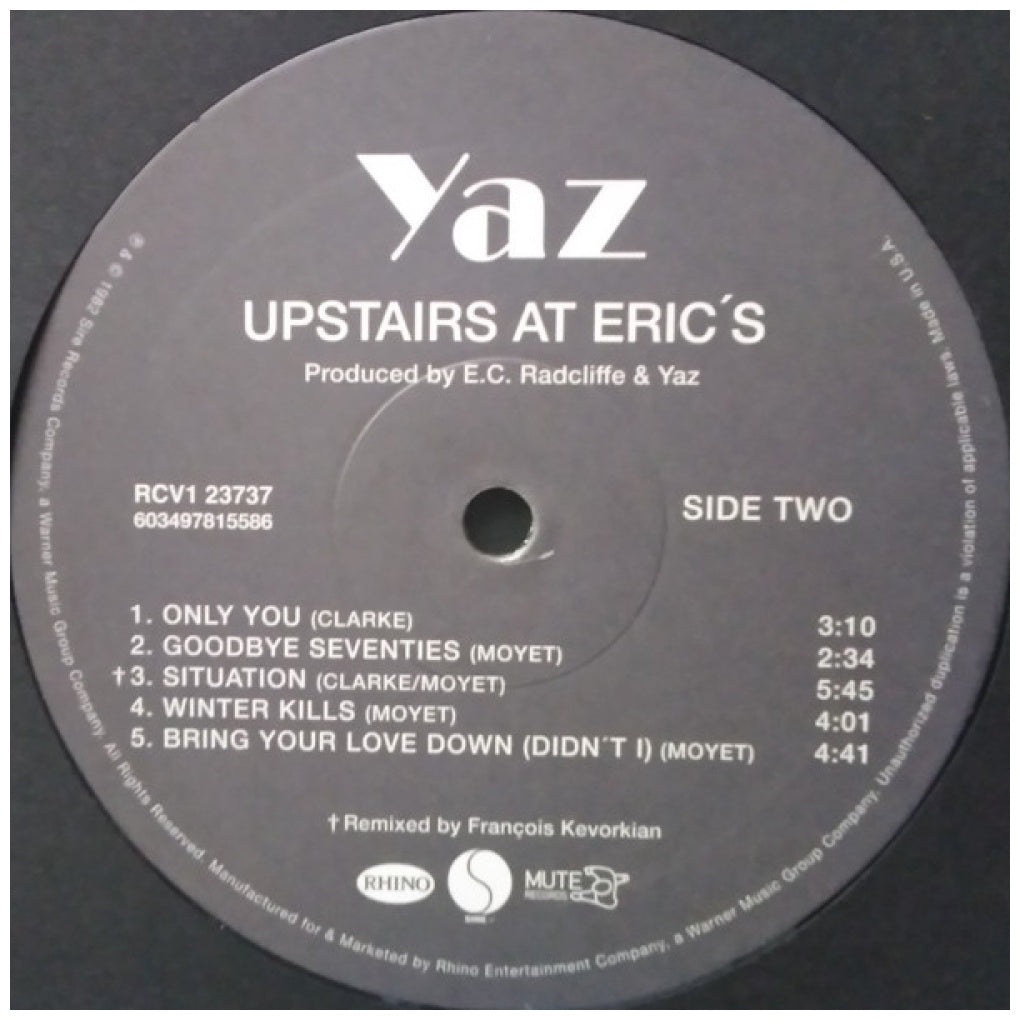 Yaz
UPSTAIRS AT ERIC´S
Produced by E.C. Radcliffe & Yaz
RCV1 23737
603497815586
SIDE TWO
1. ONLY YOU (CLARKE) 3:10
2. GOODBYE SEVENTIES (MOYET) 2:34
†3. SITUATION (CLARKE/MOYET) 5:45
4. WINTER KILLS (MOYET) 4:01
5. BRING YOUR LOVE DOWN (DIDN´T I) (MOYET) 4:41
†Remixed by François Kevorkian
RHINO
SIRE
MUTE
RECORDS
℗ & © 1982 Sire Records Company, a Warner Music Group Company. All Rights Reserved. Manufactured for & Marketed by Rhino Entertainment Company, a Warner Music Group Company. Unauthorized duplication is a violation of applicable laws Made in U.S.A.